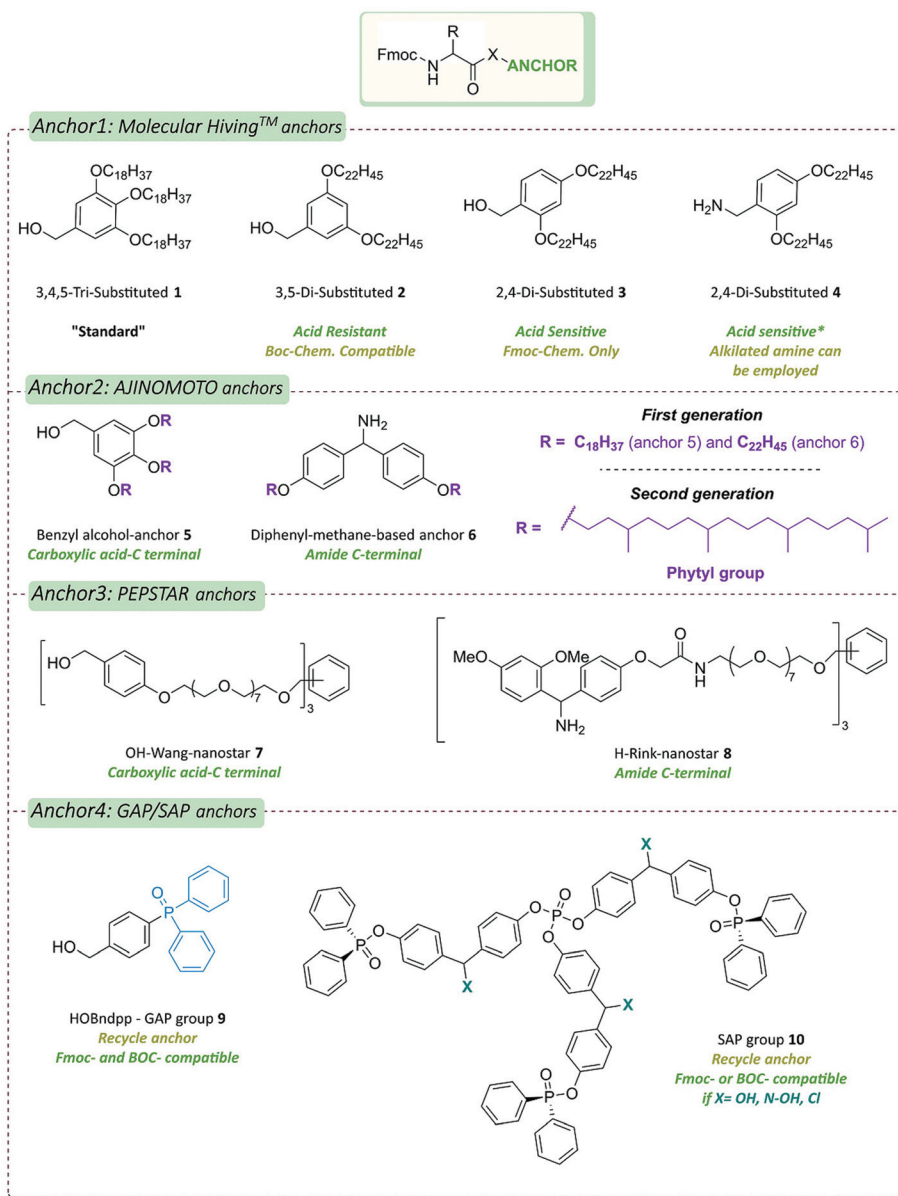 R
Fmoc
N
H
O
X
ANCHOR
Anchor1: Molecular Hiving™ anchors
OC₁₈H₃₇
OC₁₈H₃₇
HO
OC₁₈H₃₇
OC₂₂H₄₅
HO
OC₂₂H₄₅
OC₂₂H₄₅
HO
OC₂₂H₄₅
OC₂₂H₄₅
H₂N
OC₂₂H₄₅
3,4,5-Tri-Substituted 1
3,5-Di-Substituted 2
2,4-Di-Substituted 3
2,4-Di-Substituted 4
"Standard"
Acid Resistant
Boc-Chem. Compatible
Acid Sensitive
Fmoc-Chem. Only
Acid sensitive*
Alkilated amine can
be employed
Anchor2: AJINOMOTO anchors
HO
OR
OR
OR
NH₂
RO
OR
Benzyl alcohol-anchor 5
Carboxylic acid-C terminal
Diphenyl-methane-based anchor 6
Amide C-terminal
First generation
R = C₁₈H₃₇ (anchor 5) and C₂₂H₄₅ (anchor 6)
Second generation
R =
Phytyl group
Anchor3: PEPSTAR anchors
HO
O
O
7
O
3
OH-Wang-nanostar 7
Carboxylic acid-C terminal
MeO
OMe
NH₂
O
O
N
H
O
7
O
3
H-Rink-nanostar 8
Amide C-terminal
Anchor4: GAP/SAP anchors
O
P
HO
HOBndpp - GAP group 9
Recycle anchor
Fmoc- and BOC- compatible
X
O
O
P
O
O
P
O
O
O
P
O
X
X
O
P
O
SAP group 10
Recycle anchor
Fmoc- or BOC- compatible
if X= OH, N-OH, Cl